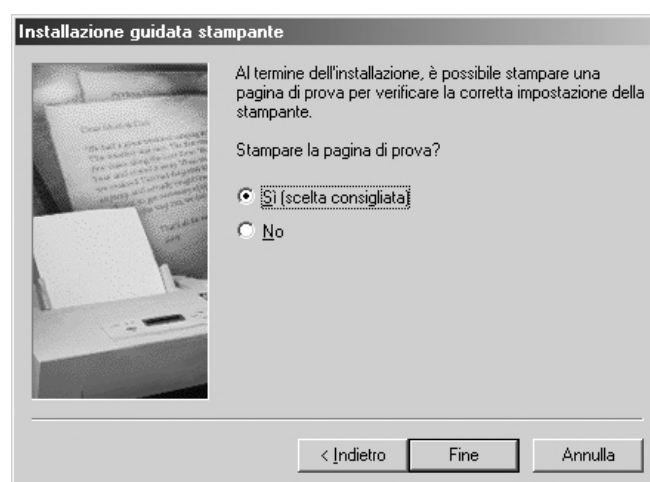 Installazione guidata stampante
Al termine dell'installazione, è possibile stampare una
pagina di prova per verificare la corretta impostazione della
stampante.
Stampare la pagina di prova?
Sì (scelta consigliata)
No
< Indietro
Fine
Annulla